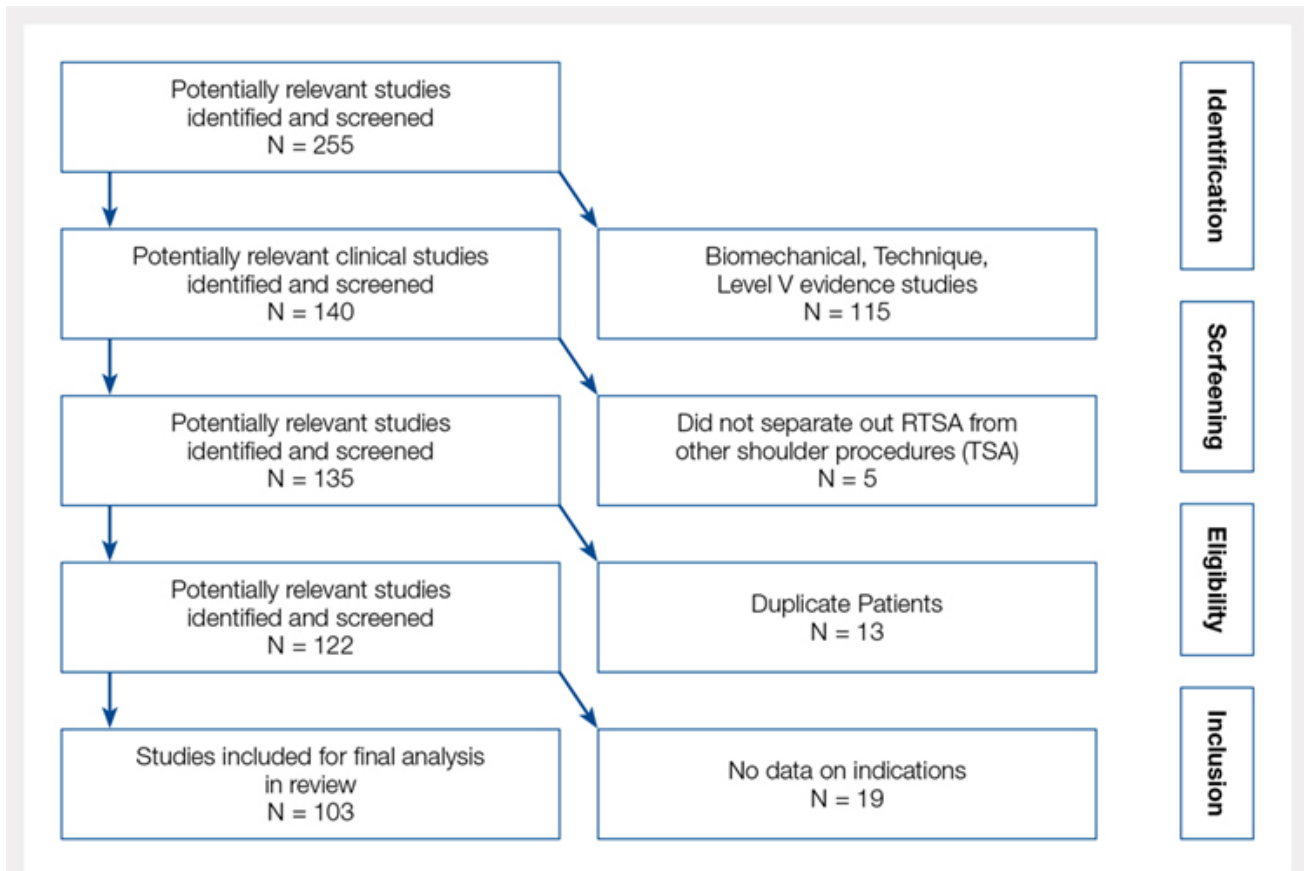 Potentially relevant studies
identified and screened
N = 255
Potentially relevant clinical studies
identified and screened
N = 140
Biomechanical, Technique,
Level V evidence studies
N = 115
Potentially relevant studies
identified and screened
N = 135
Did not separate out RTSA from
other shoulder procedures (TSA)
N = 5
Potentially relevant studies
identified and screened
N = 122
Duplicate Patients
N = 13
Studies included for final analysis
in review
N = 103
No data on indications
N = 19
Identification
Scrfeening
Eligibility
Inclusion